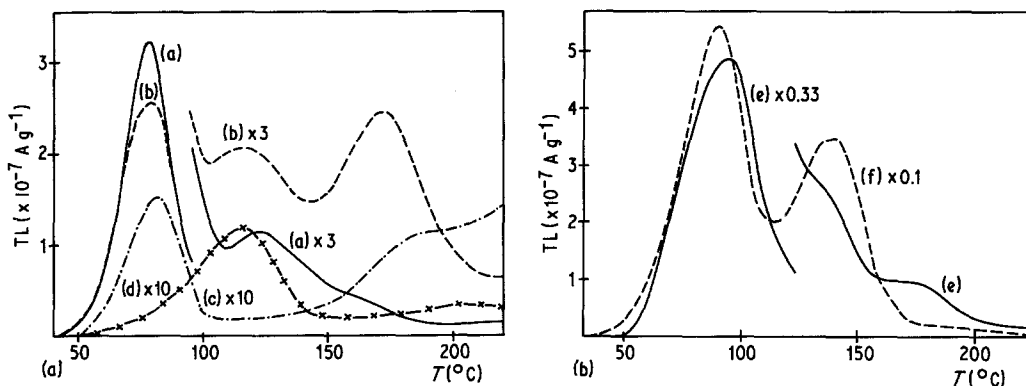 TL (×10⁻⁷ A g⁻¹)
3
2
1
(a)
(b)
(b) × 3
(a) × 3
(d) × 10
(c) × 10
50
100
150
200
(a)
T (°C)
TL (×10⁻⁷ A g⁻¹)
5
4
3
2
1
(e) × 0.33
(f) × 0.1
(e)
50
100
150
200
(b)
T (°C)